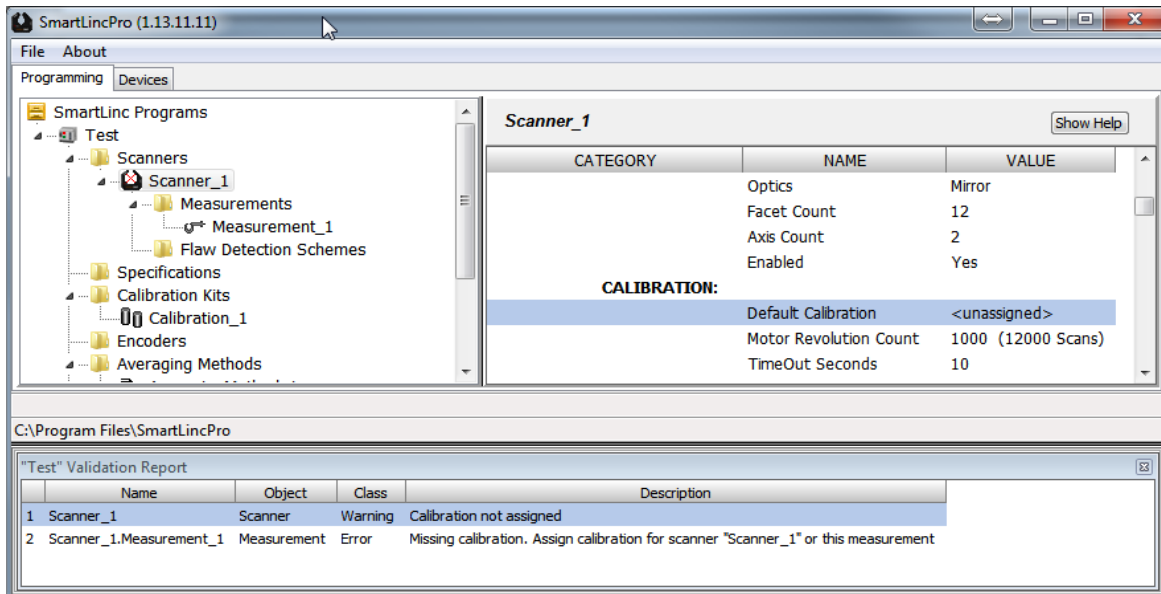 SmartLincPro (1.13.11.11)
File About
Programming Devices
SmartLinc Programs
Test
Scanners
Scanner_1
Measurements
Measurement_1
Flaw Detection Schemes
Specifications
Calibration Kits
Calibration_1
Encoders
Averaging Methods
Scanner_1 Show Help
CATEGORY NAME VALUE
Optics Mirror
Facet Count 12
Axis Count 2
Enabled Yes
CALIBRATION:
Default Calibration <unassigned>
Motor Revolution Count 1000 (12000 Scans)
TimeOut Seconds 10
C:\Program Files\SmartLincPro
"Test" Validation Report
Name Object Class Description
1 Scanner_1 Scanner Warning Calibration not assigned
2 Scanner_1.Measurement_1 Measurement Error Missing calibration. Assign calibration for scanner "Scanner_1" or this measurement